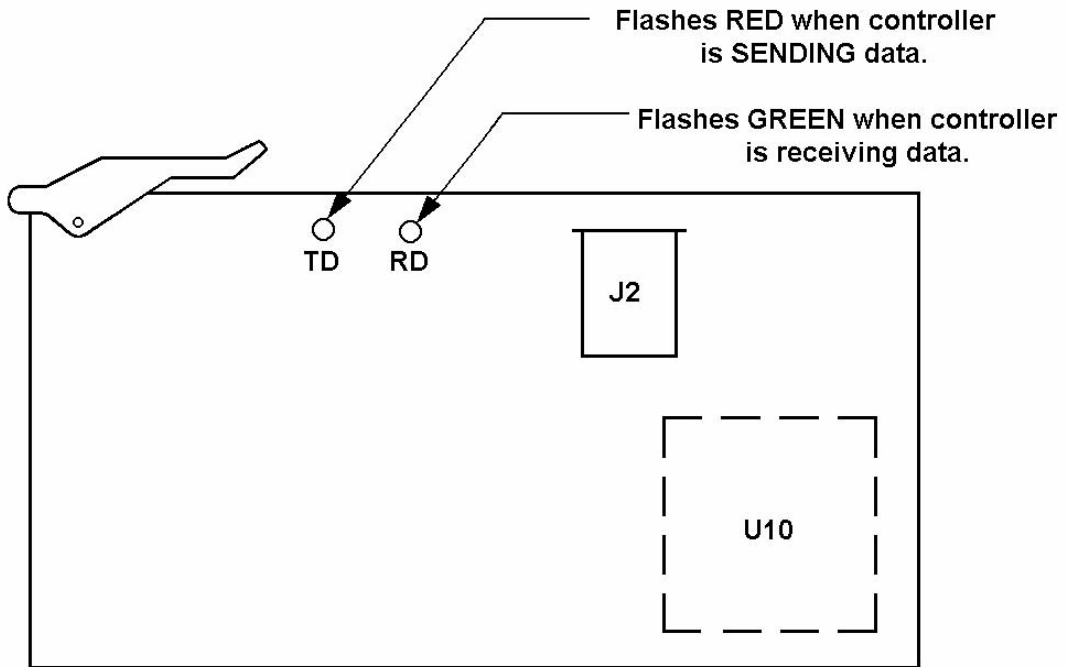 Flashes RED when controller
is SENDING data.
Flashes GREEN when controller
is receiving data.
TD
RD
J2
U10